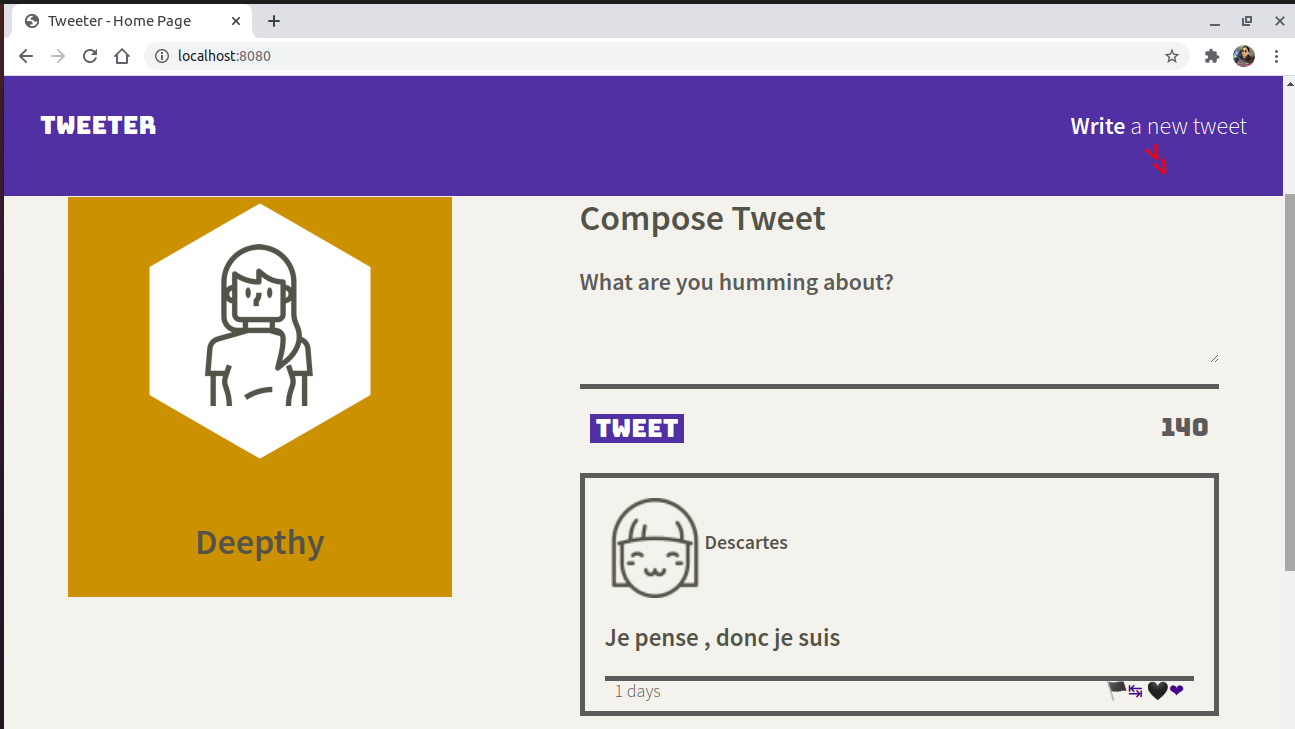 Tweeter - Home Page
localhost:8080
TWEETER
Write a new tweet
Compose Tweet
What are you humming about?
TWEET
140
Deepthy
Descartes
Je pense , donc je suis
1 days